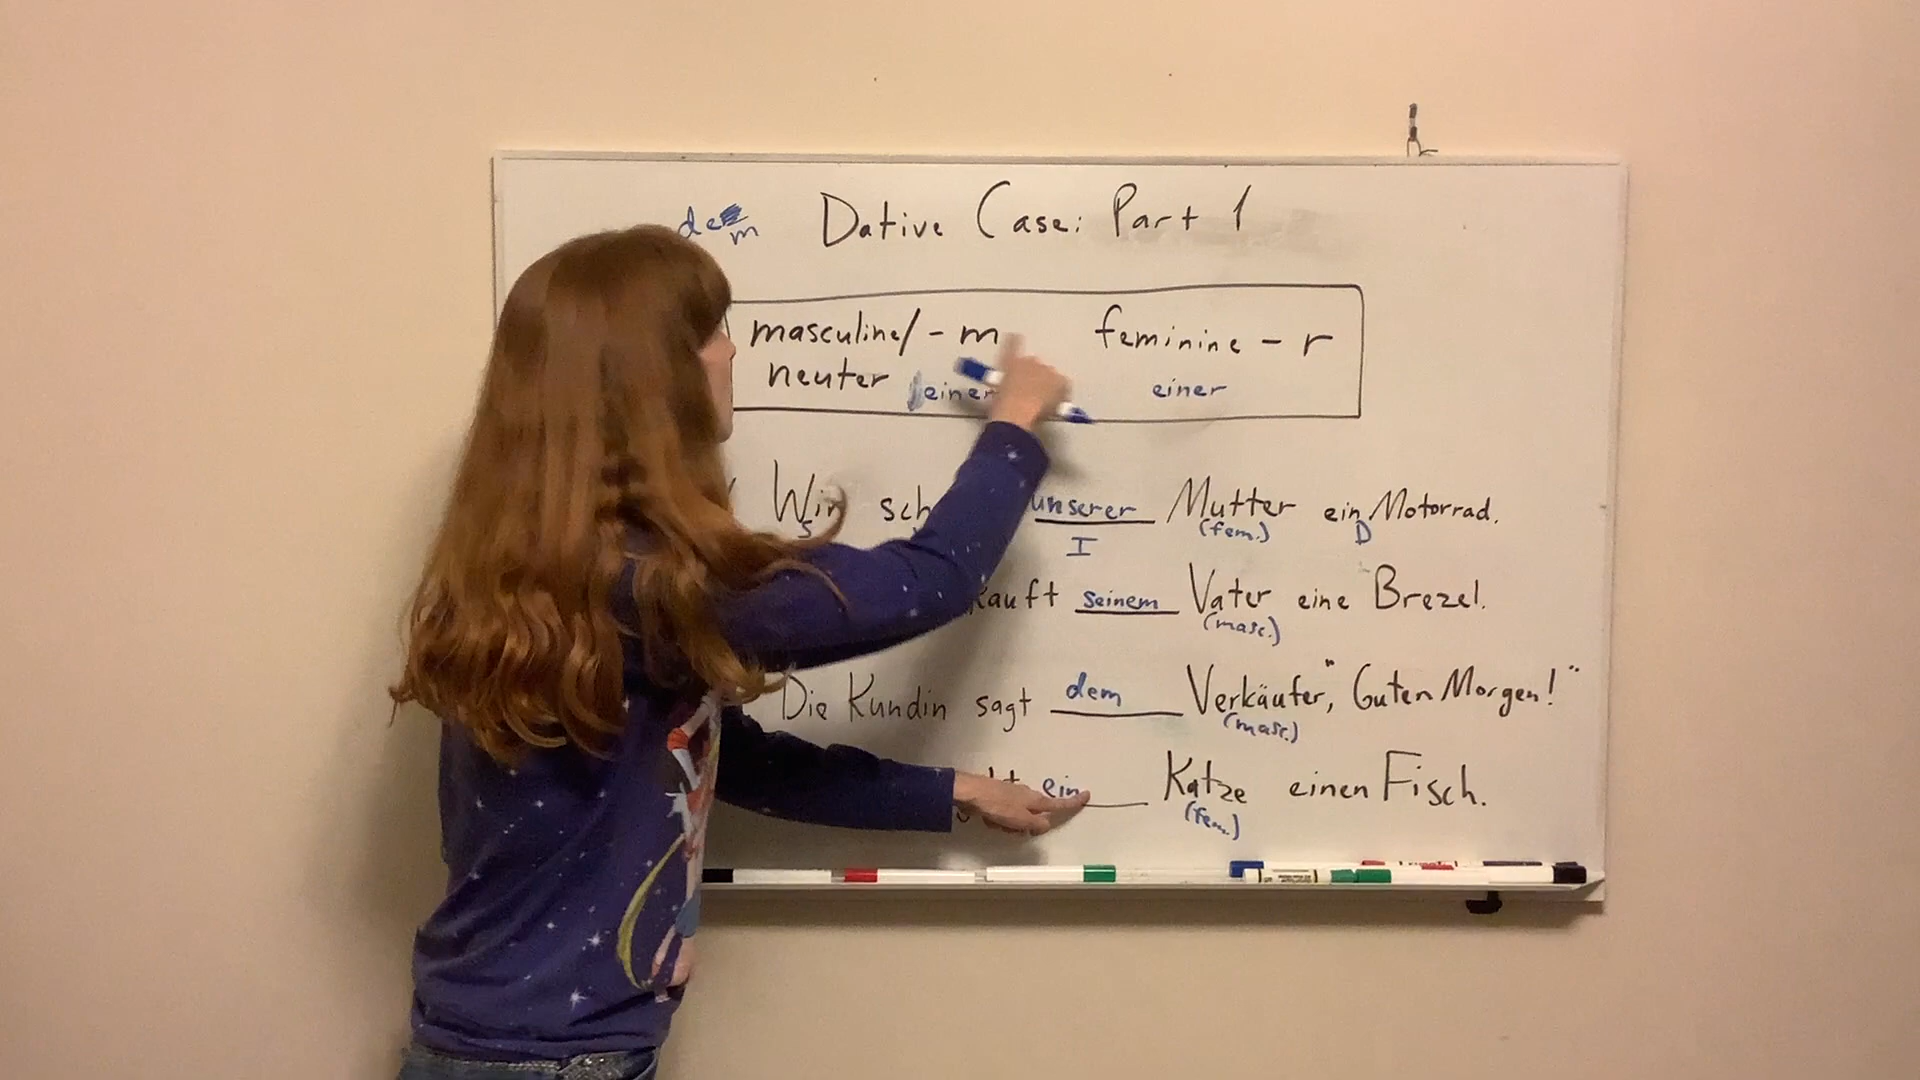 dem Dative Case: Part 1
masculine/ - m feminine - r
neuter einer
Wir unserer Mutter ein Motorrad.
S I (fem.) D
kauft seinem Vater eine Brezel.
(masc.)
Die Kundin sagt dem Verkäufer, "Guten Morgen!"
(masc.)
ein Katze einen Fisch.
(fem.)